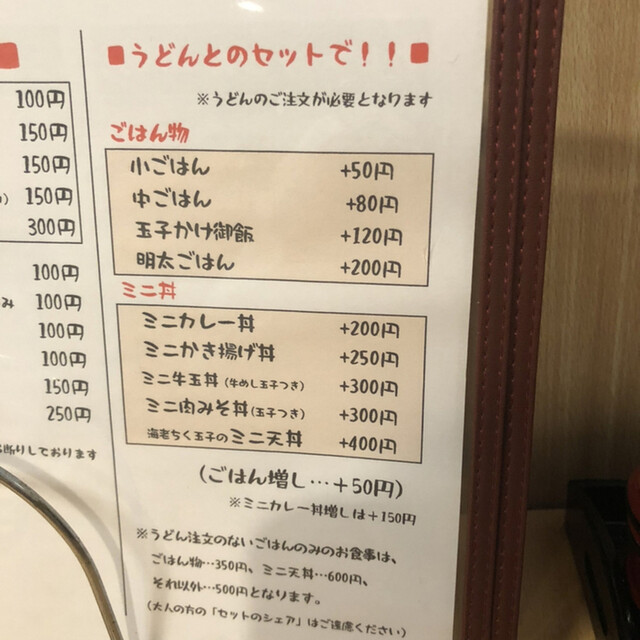 100円
150円
150円
150円
300円
100円
み 100円
100円
100円
150円
250円
断りしております
■うどんとのセットで!!■
※うどんのご注文が必要となります
ごはん物
小ごはん +50円
中ごはん +80円
玉子かけ御飯 +120円
明太ごはん +200円
ミニ丼
ミニカレー丼 +200円
ミニかき揚げ丼 +250円
ミニ牛玉丼(牛めし玉子つき) +300円
ミニ肉みそ丼(玉子つき) +300円
海老ちく玉子のミニ天丼 +400円
(ごはん増し…+50円)
※ミニカレー丼増しは+150円
※うどん注文のないごはんのみのお食事は、
ごはん物…350円、ミニ天丼…600円、
それ以外…500円となります。
(大人の方の「セットのシェア」はご遠慮ください)